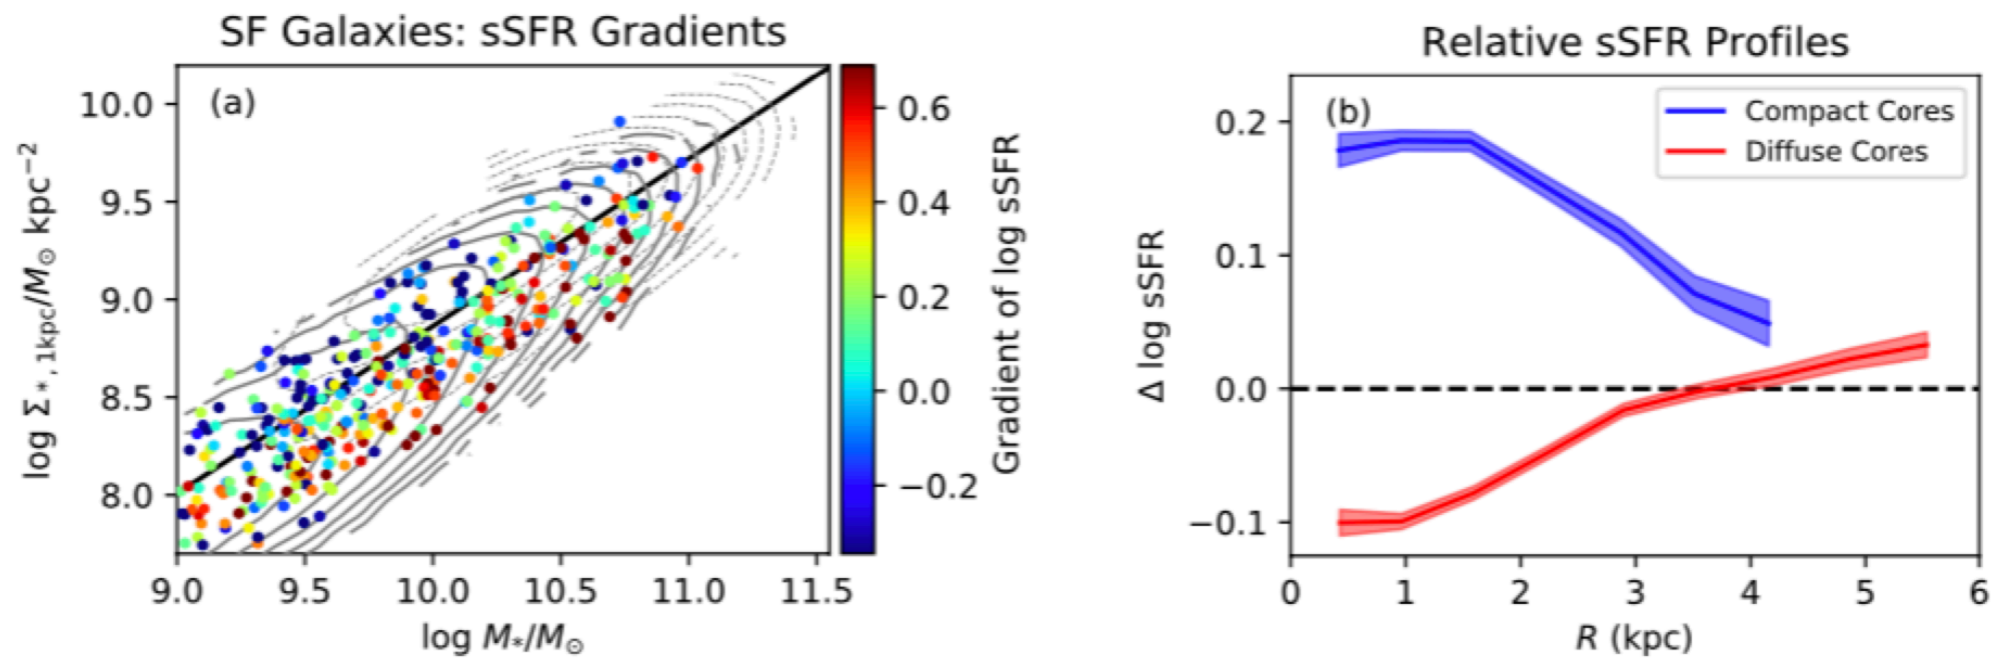 SF Galaxies: sSFR Gradients
(a)
log Σ*, 1kpc/M⊙ kpc−2
10.0
9.5
9.0
8.5
8.0
9.0 9.5 10.0 10.5 11.0 11.5
log M*/M⊙
0.6
0.4
0.2
0.0
−0.2
Gradient of log sSFR
Relative sSFR Profiles
(b)
Compact Cores
Diffuse Cores
Δ log sSFR
0.2
0.1
0.0
−0.1
0 1 2 3 4 5 6
R (kpc)